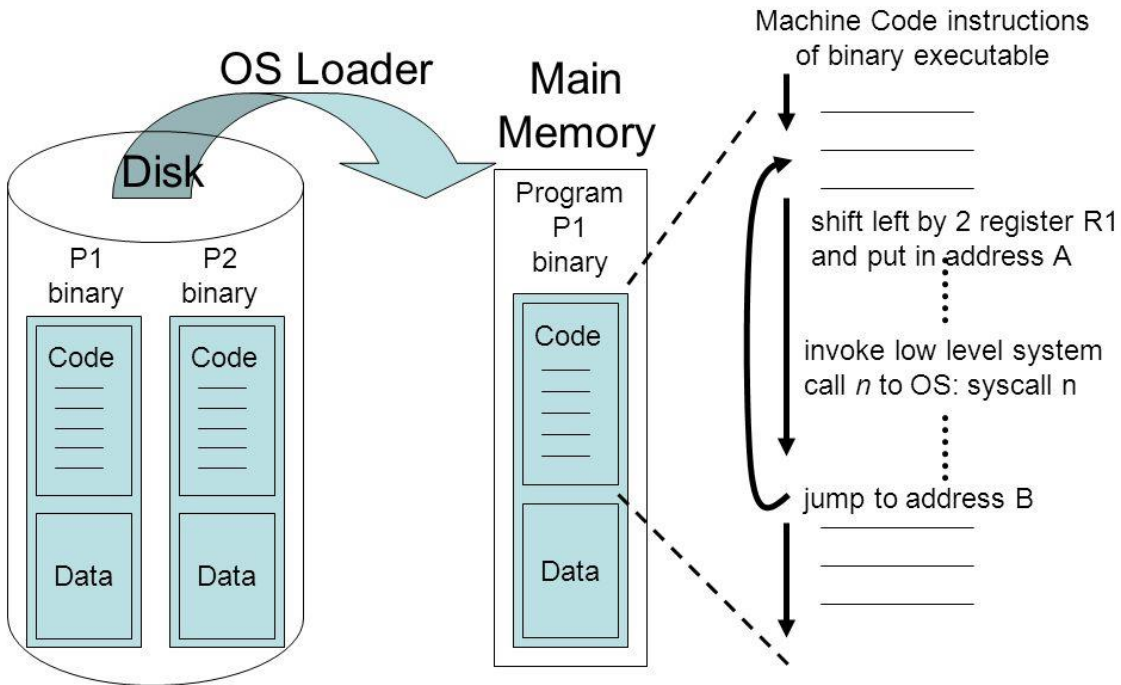 OS Loader
Disk
P1
binary
Code
Data
P2
binary
Code
Data
Main
Memory
Program
P1
binary
Code
Data
Machine Code instructions
of binary executable
shift left by 2 register R1
and put in address A
invoke low level system
call n to OS: syscall n
jump to address B